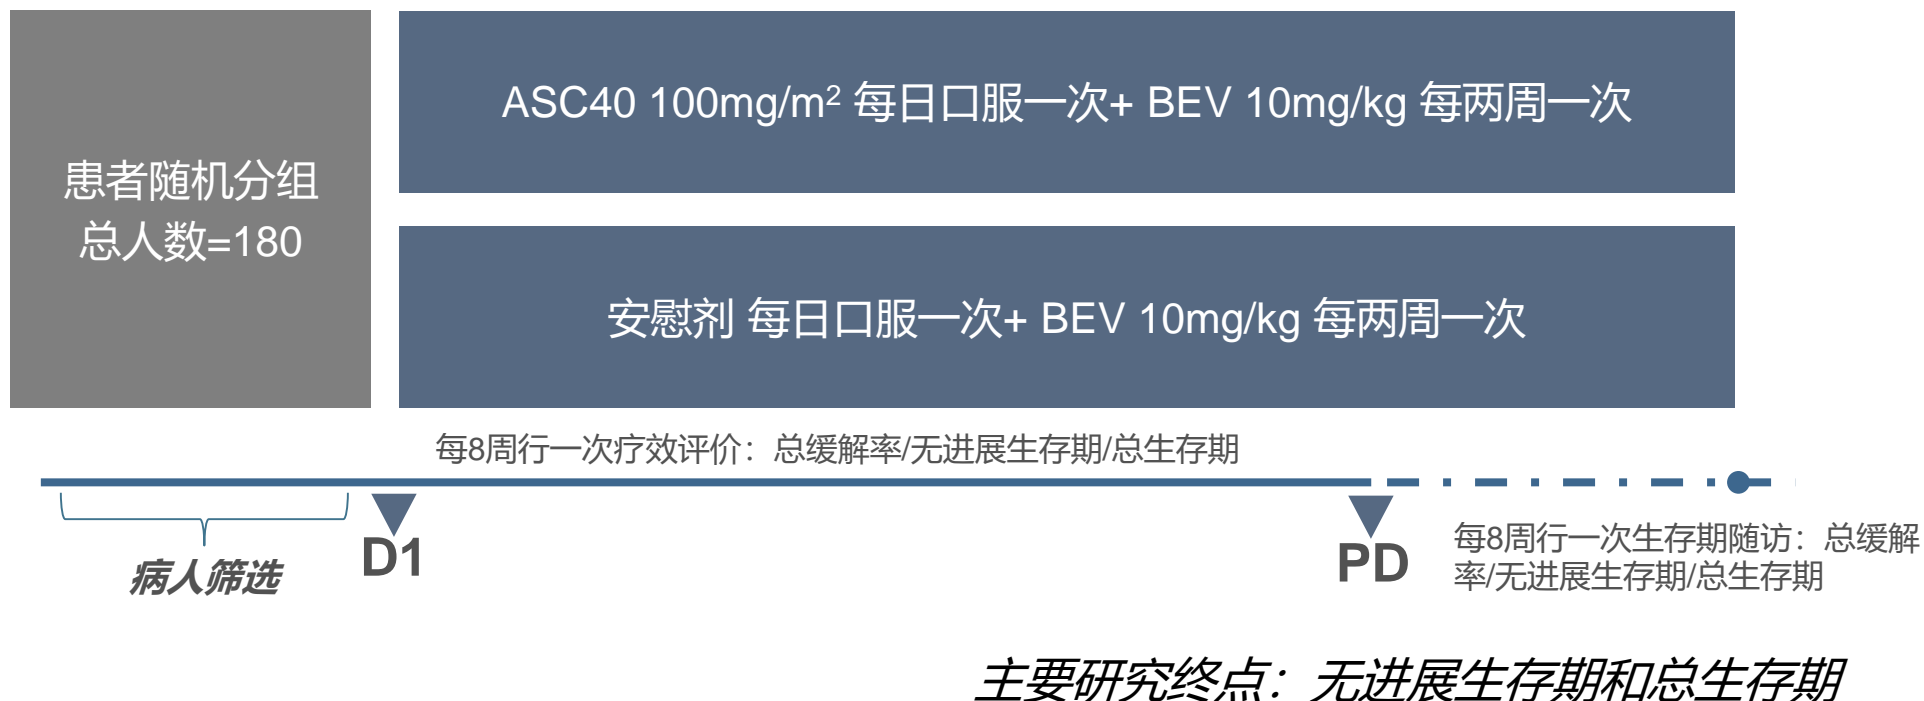 患者随机分组
总人数=180
ASC40 100mg/m² 每日口服一次+ BEV 10mg/kg 每两周一次
安慰剂 每日口服一次+ BEV 10mg/kg 每两周一次
每8周行一次疗效评价：总缓解率/无进展生存期/总生存期
病人筛选
D1
PD
每8周行一次生存期随访：总缓解
率/无进展生存期/总生存期
主要研究终点：无进展生存期和总生存期